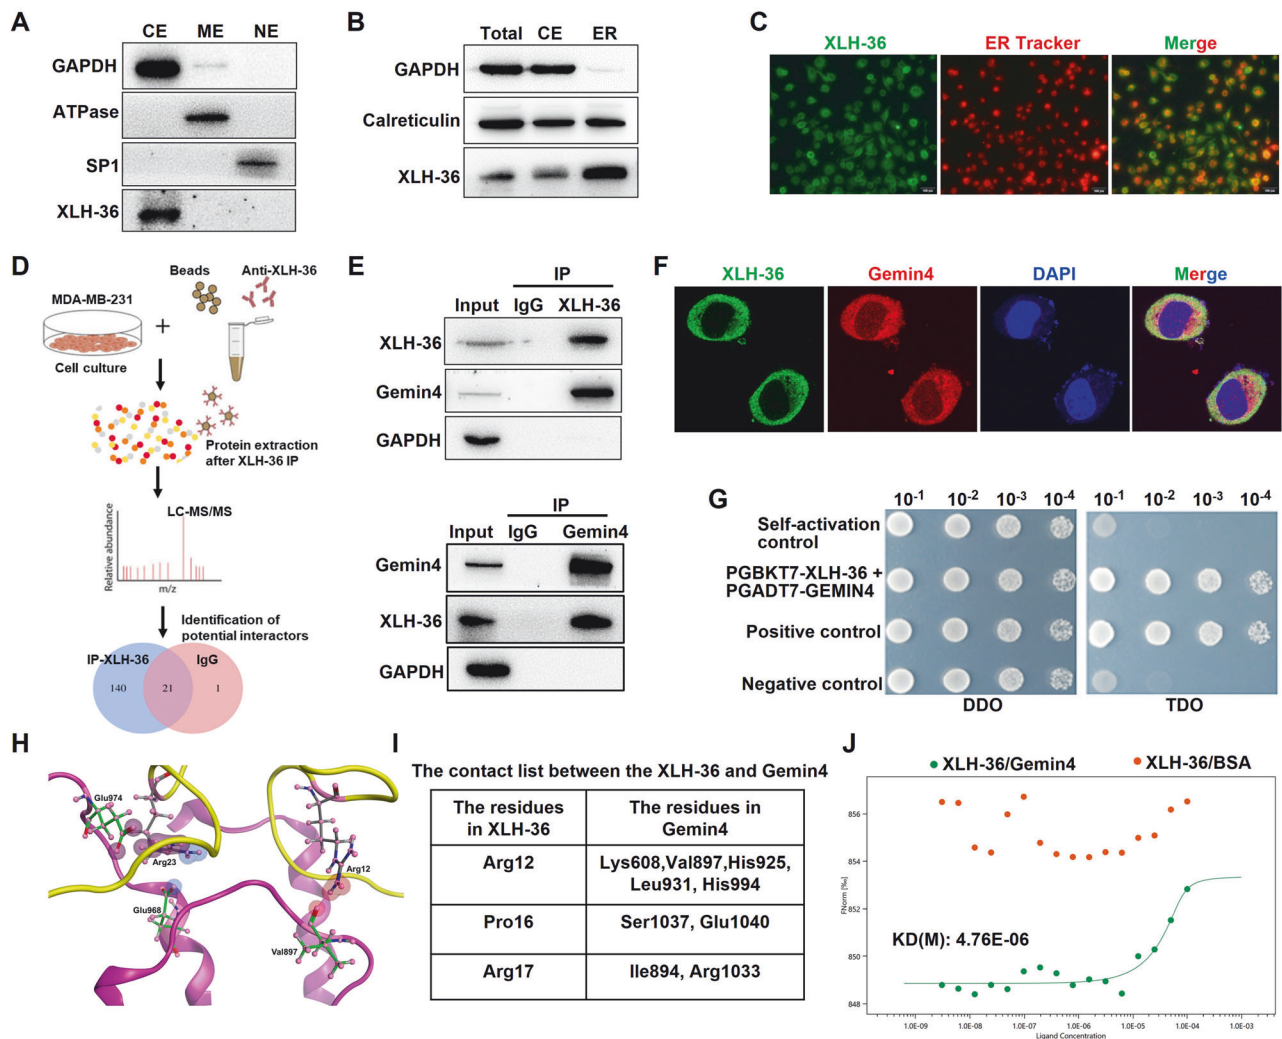 A
CE ME NE
GAPDH
ATPase
SP1
XLH-36
B
Total CE ER
GAPDH
Calreticulin
XLH-36
C
XLH-36 ER Tracker Merge
D
Beads Anti-XLH-36
MDA-MB-231
+
Cell culture
Protein extraction
after XLH-36 IP
LC-MS/MS
Relative abundance
m/z
Identification of
potential interactors
IP-XLH-36 IgG
140 21 1
E
IP
Input IgG XLH-36
XLH-36
Gemin4
GAPDH
IP
Input IgG Gemin4
Gemin4
XLH-36
GAPDH
F
XLH-36 Gemin4 DAPI Merge
G
10-1 10-2 10-3 10-4 10-1 10-2 10-3 10-4
Self-activation
control
PGBKT7-XLH-36 +
PGADT7-GEMIN4
Positive control
Negative control
DDO TDO
H
Glu974
Arg23
Arg12
Glu968
Val897
I
The contact list between the XLH-36 and Gemin4
The residues
in XLH-36
The residues in
Gemin4
Arg12
Lys608,Val897,His925,
Leu931, His994
Pro16
Ser1037, Glu1040
Arg17
Ile894, Arg1033
J
XLH-36/Gemin4 XLH-36/BSA
FNorm [‰]
856
854
852
850
848
KD(M): 4.76E-06
1.0E-09 1.0E-08 1.0E-07 1.0E-06 1.0E-05 1.0E-04 1.0E-03
Ligand Concentration